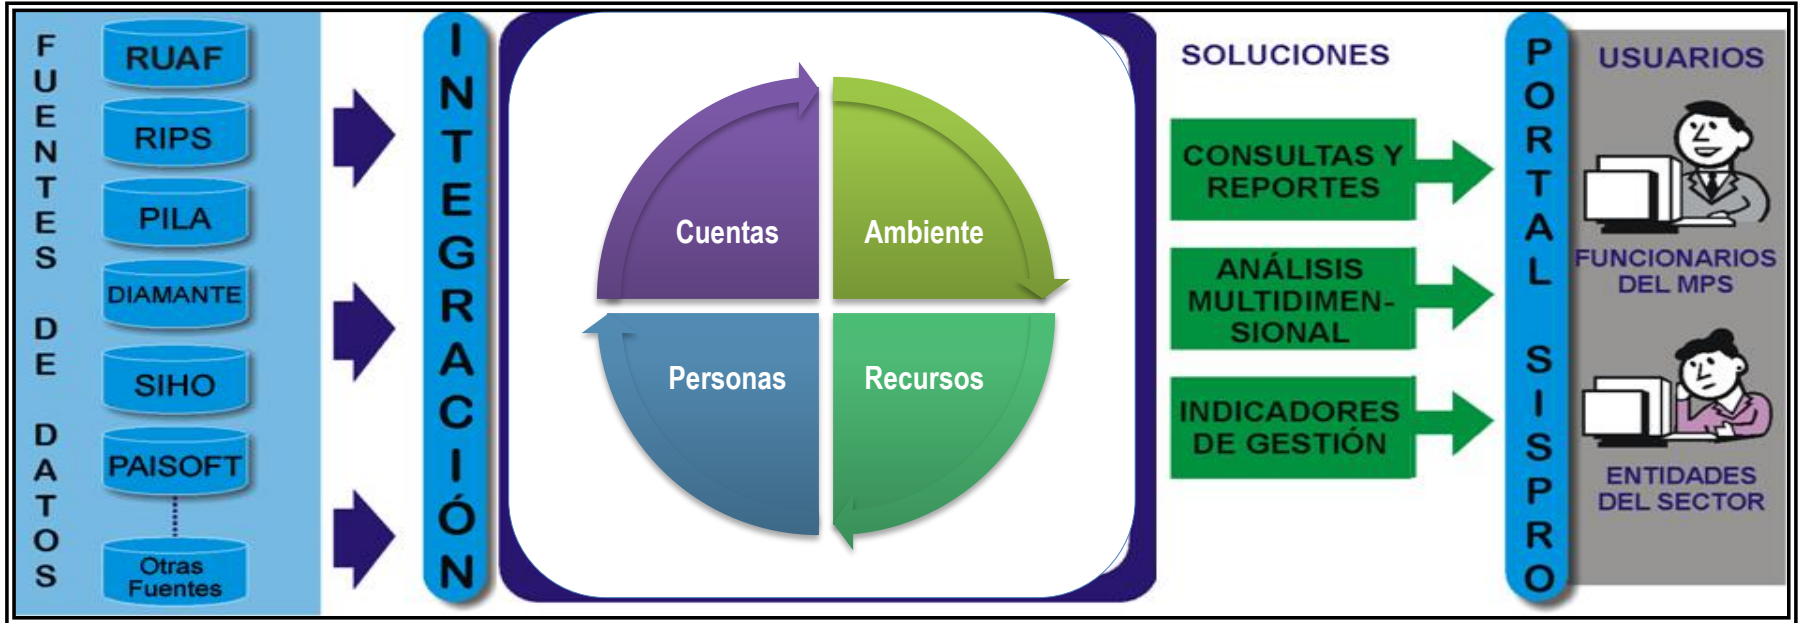 FUENTES DE DATOS
RUAF
RIPS
PILA
DIAMANTE
SIHO
PAISOFT
Otras
Fuentes
INTEGRACIÓN
Cuentas
Ambiente
Personas
Recursos
SOLUCIONES
CONSULTAS Y
REPORTES
ANÁLISIS
MULTIDIMEN-
SIONAL
INDICADORES
DE GESTIÓN
PORTAL SISPRO
USUARIOS
FUNCIONARIOS
DEL MPS
ENTIDADES
DEL SECTOR